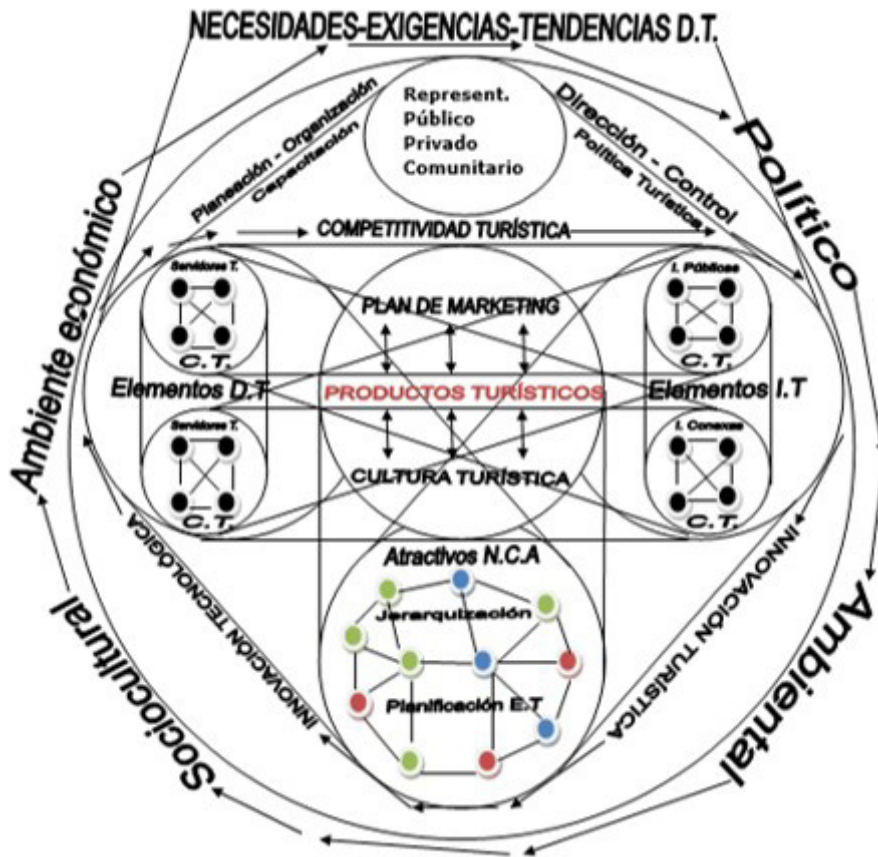 NECESIDADES-EXIGENCIAS-TENDENCIAS D.T.
Represent.
Público
Privado
Comunitario
Planeación - Organización
Capacitación
Dirección - Control
Política Turística
Ambiente económico
Político
COMPETITIVIDAD TURÍSTICA
Servidores T.
C.T.
PLAN DE MARKETING
I. Públicas
C.T.
Elementos D.T
PRODUCTOS TURÍSTICOS
Elementos I.T
Servidores T.
C.T.
CULTURA TURÍSTICA
I. Conexas
C.T.
INNOVACIÓN TECNOLÓGICA
Atractivos N.C.A
Jerarquización
Planificación E.T
INNOVACIÓN TURÍSTICA
Sociocultural
Ambiental